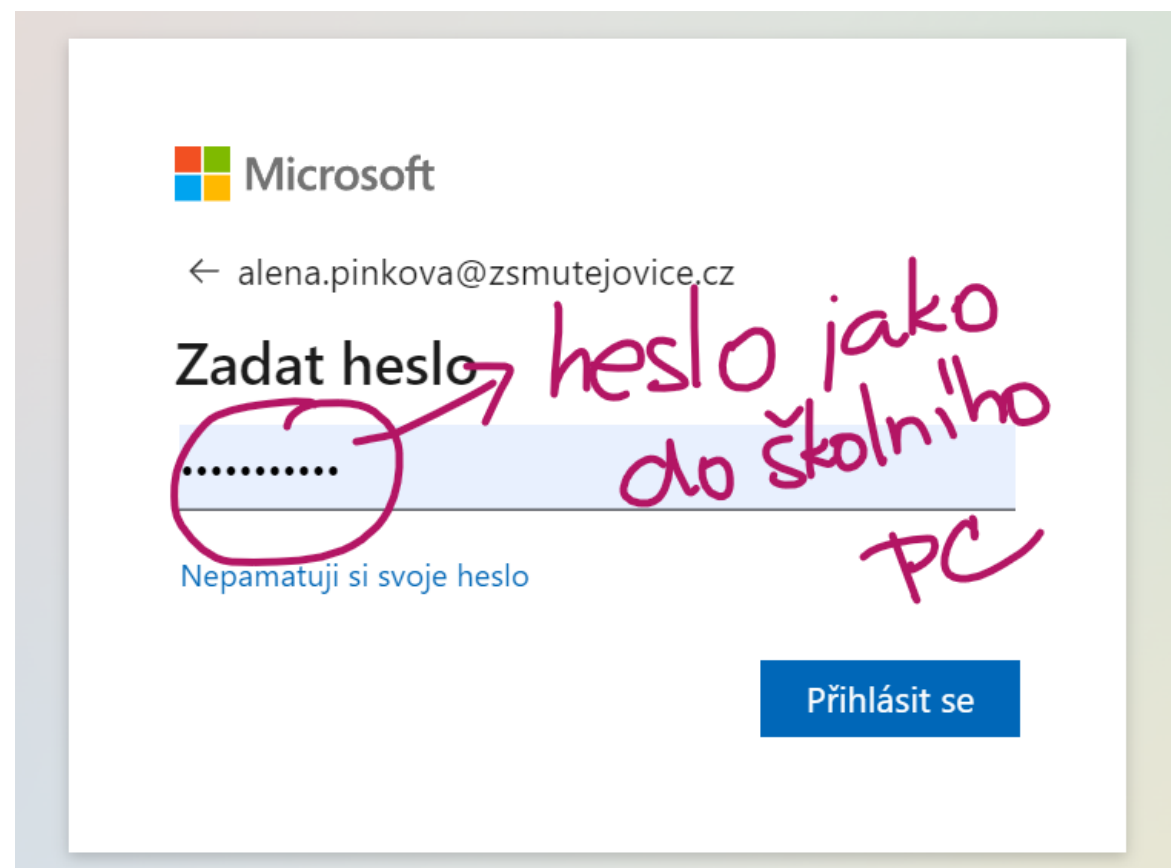 Microsoft
← alena.pinkova@zsmutejovice.cz
Zadat heslo
heslo jako
do školního
PC
•••••••••••
Nepamatuji si svoje heslo
Přihlásit se